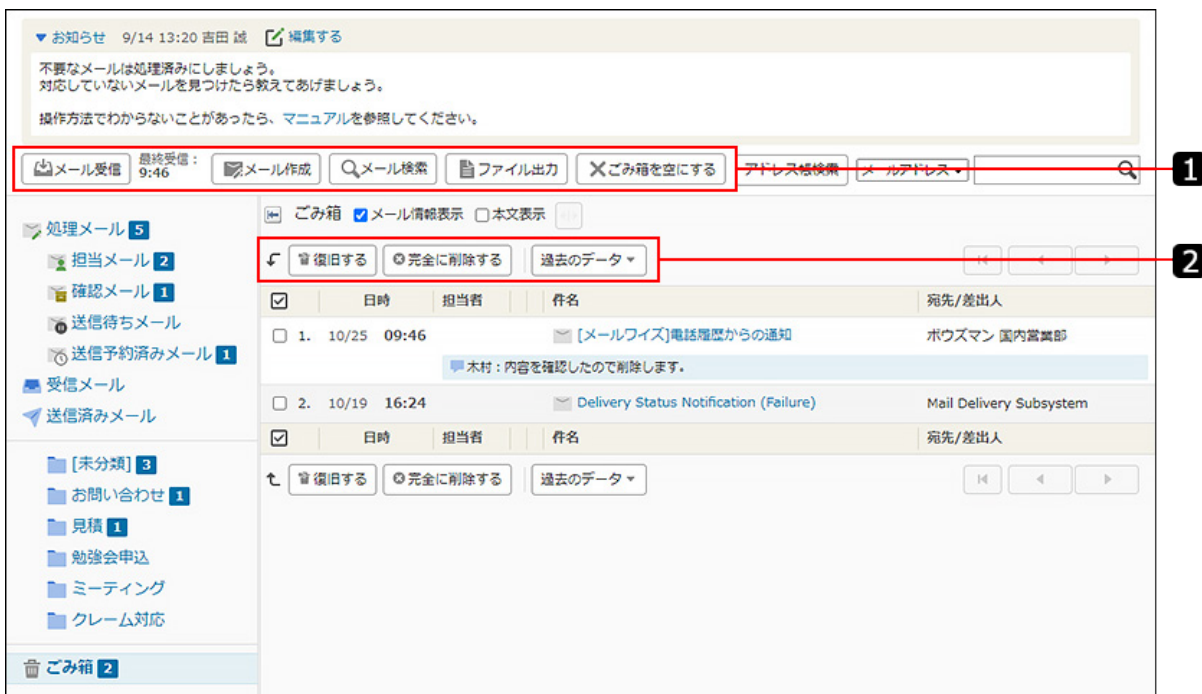 ▼ お知らせ 9/14 13:20 吉田 誠 編集する
不要なメールは処理済みにしましょう。
対応していないメールを見つけたら教えてあげましょう。
操作方法でわからないことがあったら、マニュアルを参照してください。
メール受信 最終受信： 9:46 メール作成 メール検索 ファイル出力 ごみ箱を空にする アドレス帳検索 メールアドレス 1
ごみ箱 メール情報表示 本文表示
処理メール 5
担当メール 2
確認メール 1
送信待ちメール
送信予約済みメール 1
受信メール
送信済みメール
[未分類] 3
お問い合わせ 1
見積 1
勉強会申込
ミーティング
クレーム対応
ごみ箱 2
復旧する 完全に削除する 過去のデータ 2
日時 担当者 件名 宛先/差出人
1. 10/25 09:46 [メールワイズ]電話履歴からの通知 ボウズマン 国内営業部
木村：内容を確認したので削除します。
2. 10/19 16:24 Delivery Status Notification (Failure) Mail Delivery Subsystem
日時 担当者 件名 宛先/差出人
復旧する 完全に削除する 過去のデータ